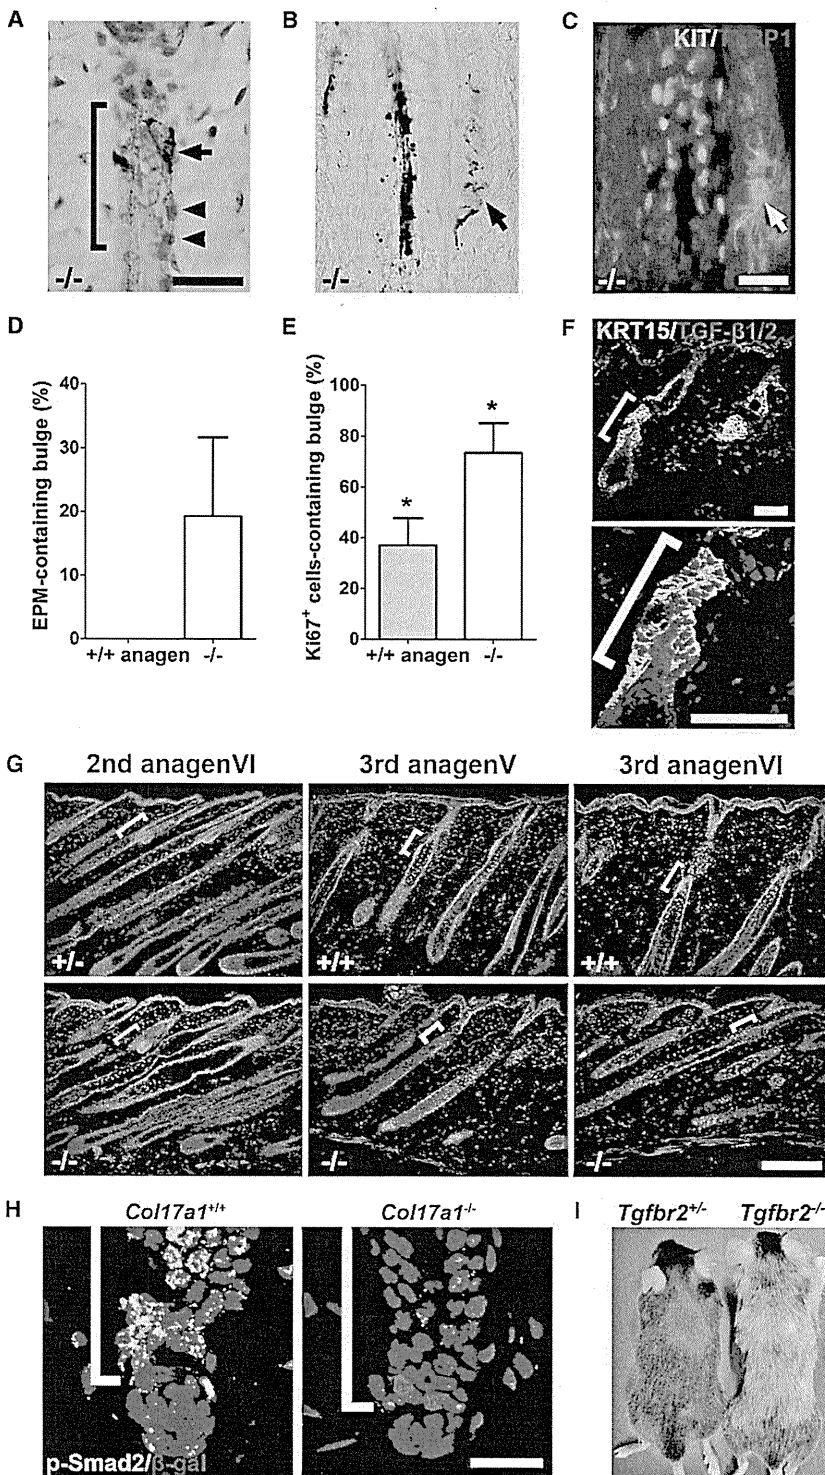 A
B
C
KIT/TYRP1
-/-
-/-
-/-
D
E
F
EPM-containing bulge (%)
40
30
20
10
0
+/+ anagen
-/-
Ki67+ cells-containing bulge (%)
100
80
60
40
20
0
*
*
+/+ anagen
-/-
KRT15/TGF-β1/2
G
2nd anagenVI
3rd anagenV
3rd anagenVI
+/-
+/+
+/+
-/-
-/-
-/-
H
Col17a1+/+
Col17a1-/-
I
Tgfbr2+/-
Tgfbr2-/-
p-Smad2/β-gal